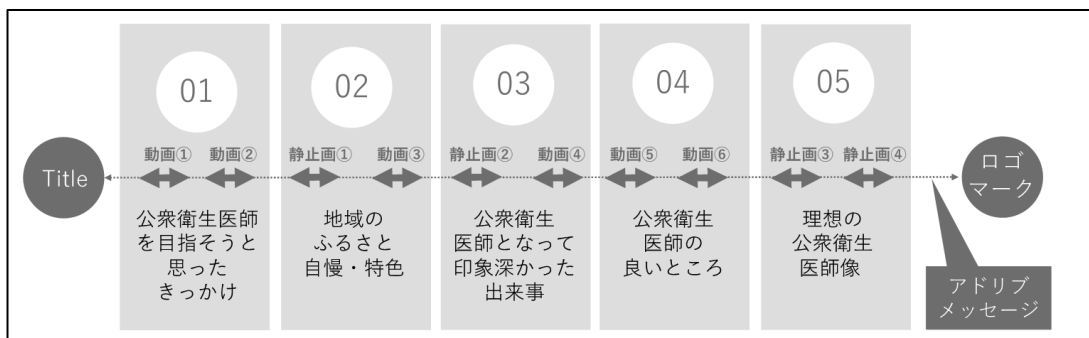 Title
01
動画①
動画②
公衆衛生医師
を目指そうと
思った
きっかけ
02
静止画①
動画③
地域の
ふるさと
自慢・特色
03
静止画②
動画④
公衆衛生
医師となって
印象深かった
出来事
04
動画⑤
動画⑥
公衆衛生
医師の
良いところ
05
静止画③
静止画④
理想の
公衆衛生
医師像
ロゴ
マーク
アドリブ
メッセージ